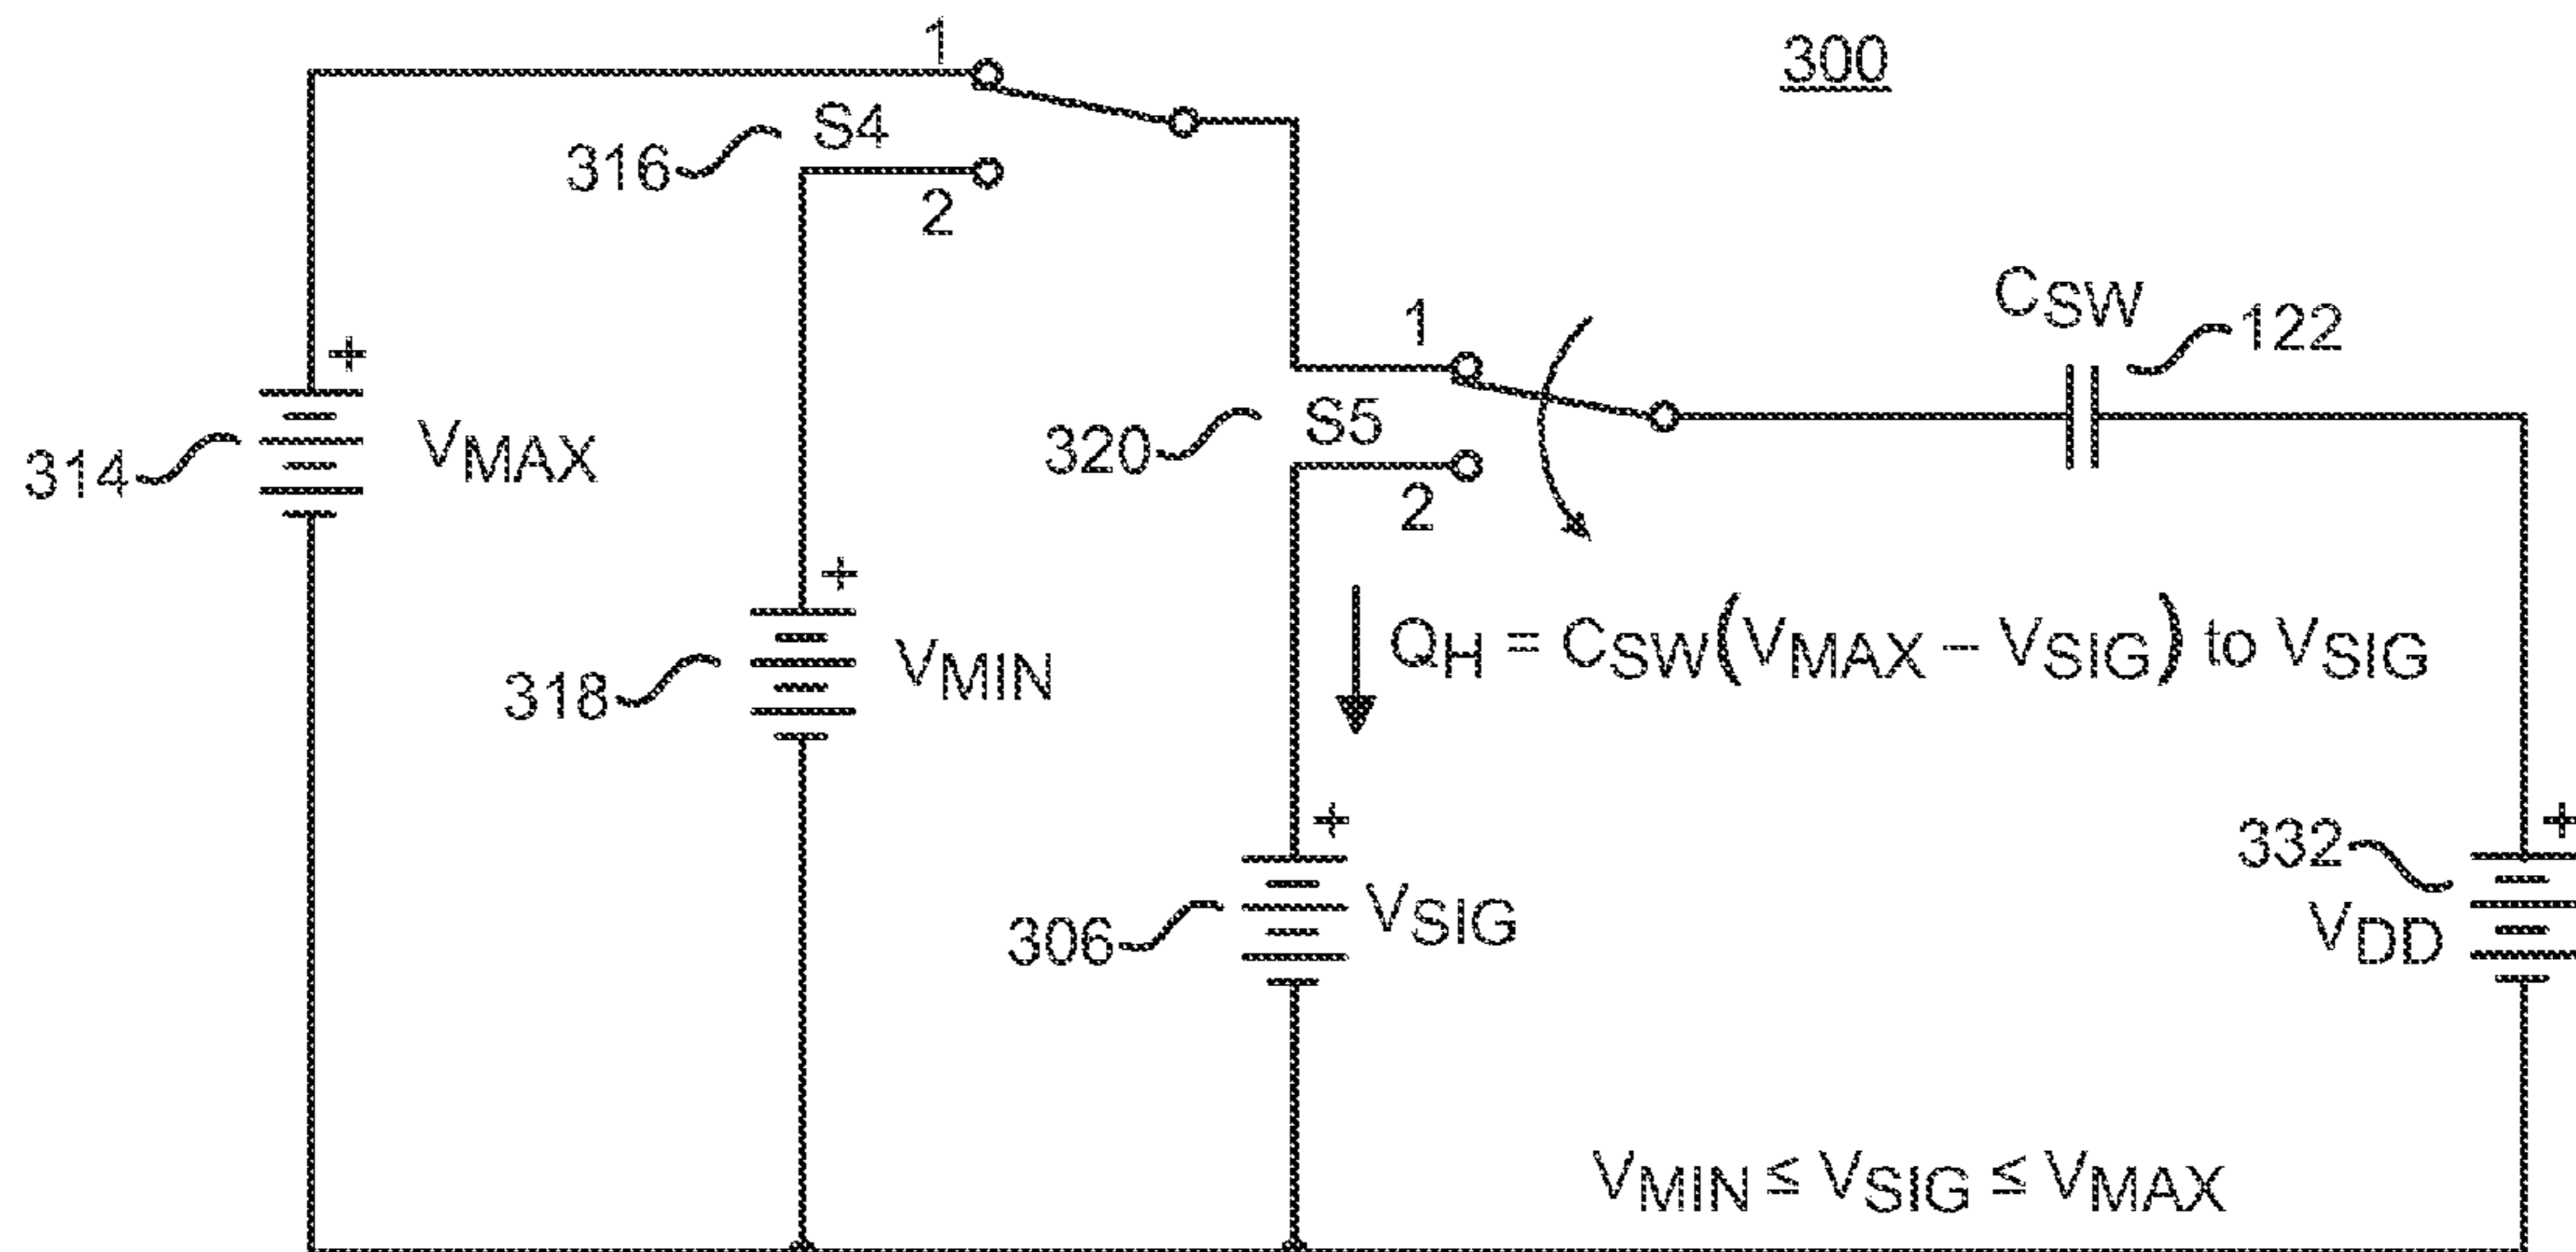 300
1
S4
316
2
CSW
122
1
S5
320
2
+
VMAX
314
+
VMIN
318
QH = CSW(VMAX – VSIG) to VSIG
+
VSIG
306
+
332
VDD
VMIN ≤ VSIG ≤ VMAX